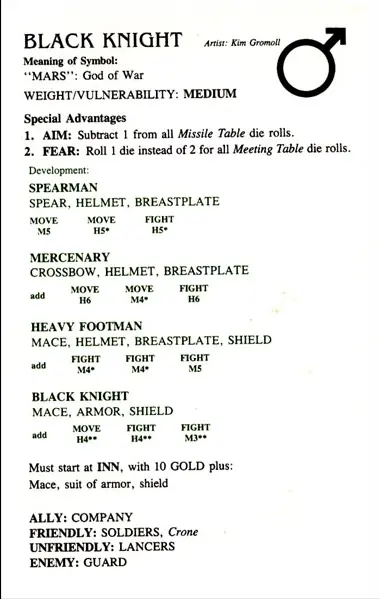 BLACK KNIGHT Artist: Kim Gromoll
Meaning of Symbol:
"MARS": God of War
WEIGHT/VULNERABILITY: MEDIUM
Special Advantages
1. AIM: Subtract 1 from all Missile Table die rolls.
2. FEAR: Roll 1 die instead of 2 for all Meeting Table die rolls.
Development:
SPEARMAN
SPEAR, HELMET, BREASTPLATE
MOVE MOVE FIGHT
M5 H5* H5*
MERCENARY
CROSSBOW, HELMET, BREASTPLATE
MOVE MOVE FIGHT
add H6 M4* H6
HEAVY FOOTMAN
MACE, HELMET, BREASTPLATE, SHIELD
FIGHT FIGHT FIGHT
add M4* M4* M5
BLACK KNIGHT
MACE, ARMOR, SHIELD
MOVE FIGHT FIGHT
add H4** H4** M3**
Must start at INN, with 10 GOLD plus:
Mace, suit of armor, shield
ALLY: COMPANY
FRIENDLY: SOLDIERS, Crone
UNFRIENDLY: LANCERS
ENEMY: GUARD